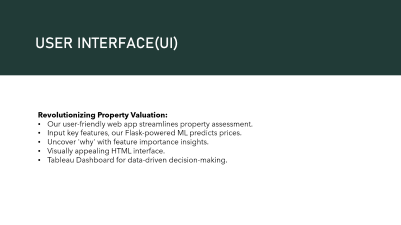 USER INTERFACE(UI)
Revolutionizing Property Valuation:
• Our user-friendly web app streamlines property assessment.
• Input key features, our Flask-powered ML predicts prices.
• Uncover 'why' with feature importance insights.
• Visually appealing HTML interface.
• Tableau Dashboard for data-driven decision-making.